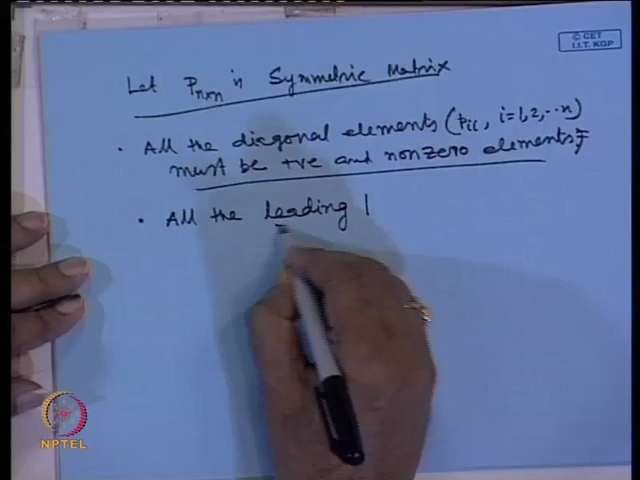 © CET
I.I.T. KGP
Let Pnxn is Symmetric Matrix
• All the diagonal elements (Pii, i=1,2,..n)
must be +ve and nonzero elements
• All the leading
NPTEL